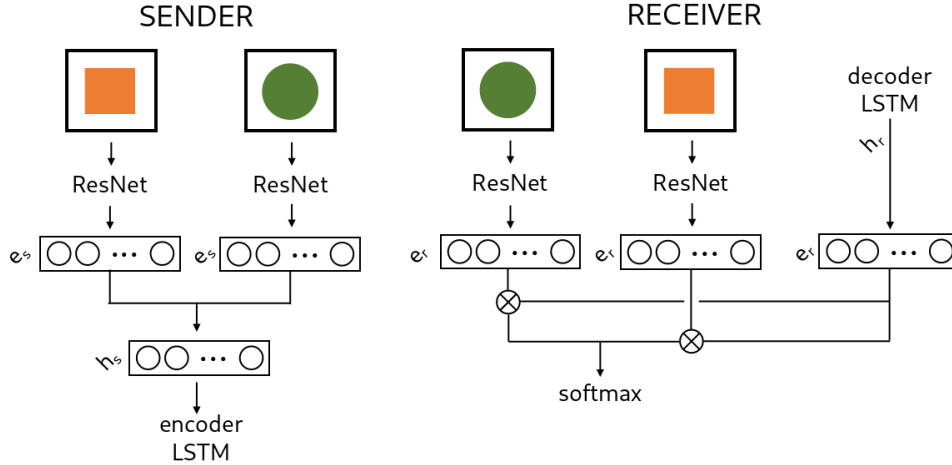 SENDER
RECEIVER
decoder
LSTM
hᵣ
ResNet
ResNet
ResNet
ResNet
eₛ
eₛ
eᵣ
eᵣ
eᵣ
hₛ
softmax
encoder
LSTM